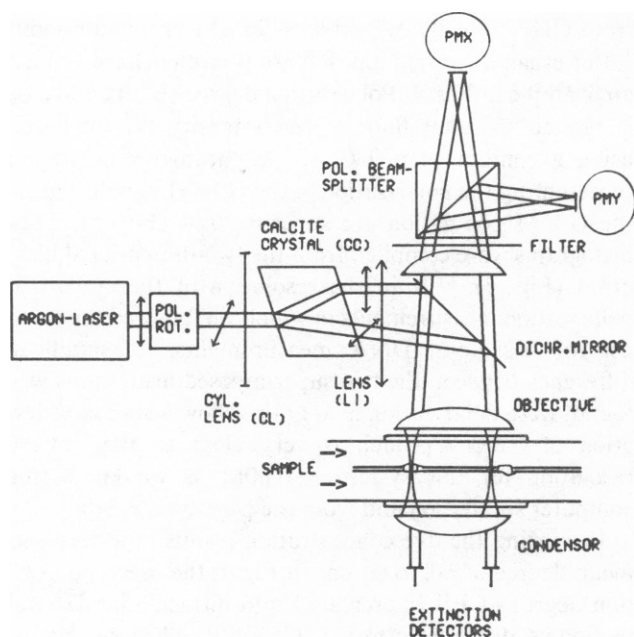 PMX
POL. BEAM-
SPLITTER
PMY
CALCITE
CRYSTAL (CC)
FILTER
ARGON-LASER
POL.
ROT.
DICHR. MIRROR
LENS
(L1)
CYL.
LENS (CL)
OBJECTIVE
SAMPLE
CONDENSOR
EXTINCTION
DETECTORS